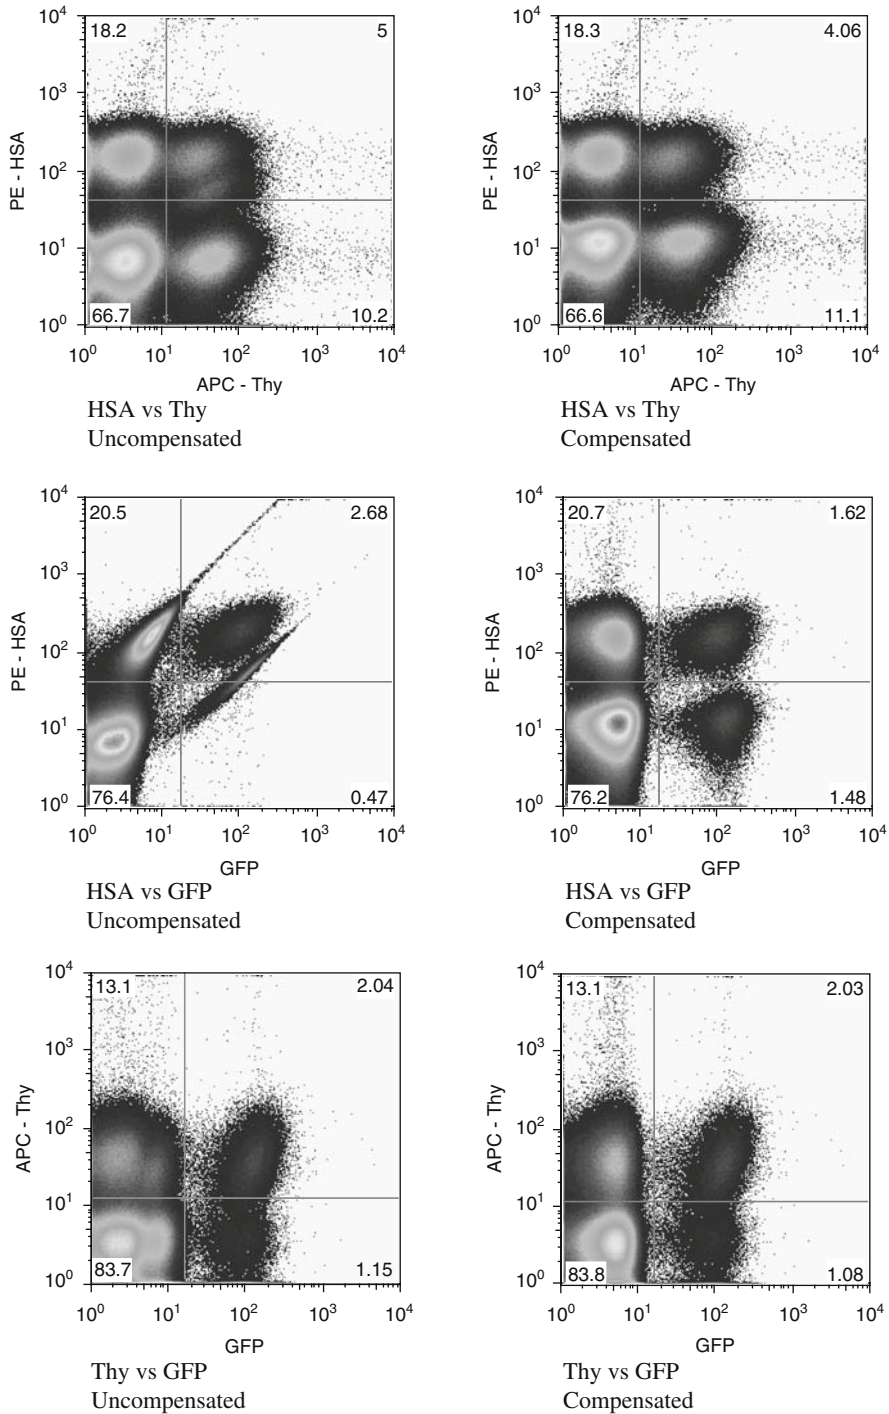 18.2 5
66.7 10.2
PE - HSA
10⁴
10³
10²
10¹
10⁰
10⁰ 10¹ 10² 10³ 10⁴
APC - Thy
HSA vs Thy
Uncompensated
18.3 4.06
66.6 11.1
PE - HSA
10⁴
10³
10²
10¹
10⁰
10⁰ 10¹ 10² 10³ 10⁴
APC - Thy
HSA vs Thy
Compensated
20.5 2.68
76.4 0.47
PE - HSA
10⁴
10³
10²
10¹
10⁰
10⁰ 10¹ 10² 10³ 10⁴
GFP
HSA vs GFP
Uncompensated
20.7 1.62
76.2 1.48
PE - HSA
10⁴
10³
10²
10¹
10⁰
10⁰ 10¹ 10² 10³ 10⁴
GFP
HSA vs GFP
Compensated
13.1 2.04
83.7 1.15
APC - Thy
10⁴
10³
10²
10¹
10⁰
10⁰ 10¹ 10² 10³ 10⁴
GFP
Thy vs GFP
Uncompensated
13.1 2.03
83.8 1.08
APC - Thy
10⁴
10³
10²
10¹
10⁰
10⁰ 10¹ 10² 10³ 10⁴
GFP
Thy vs GFP
Compensated